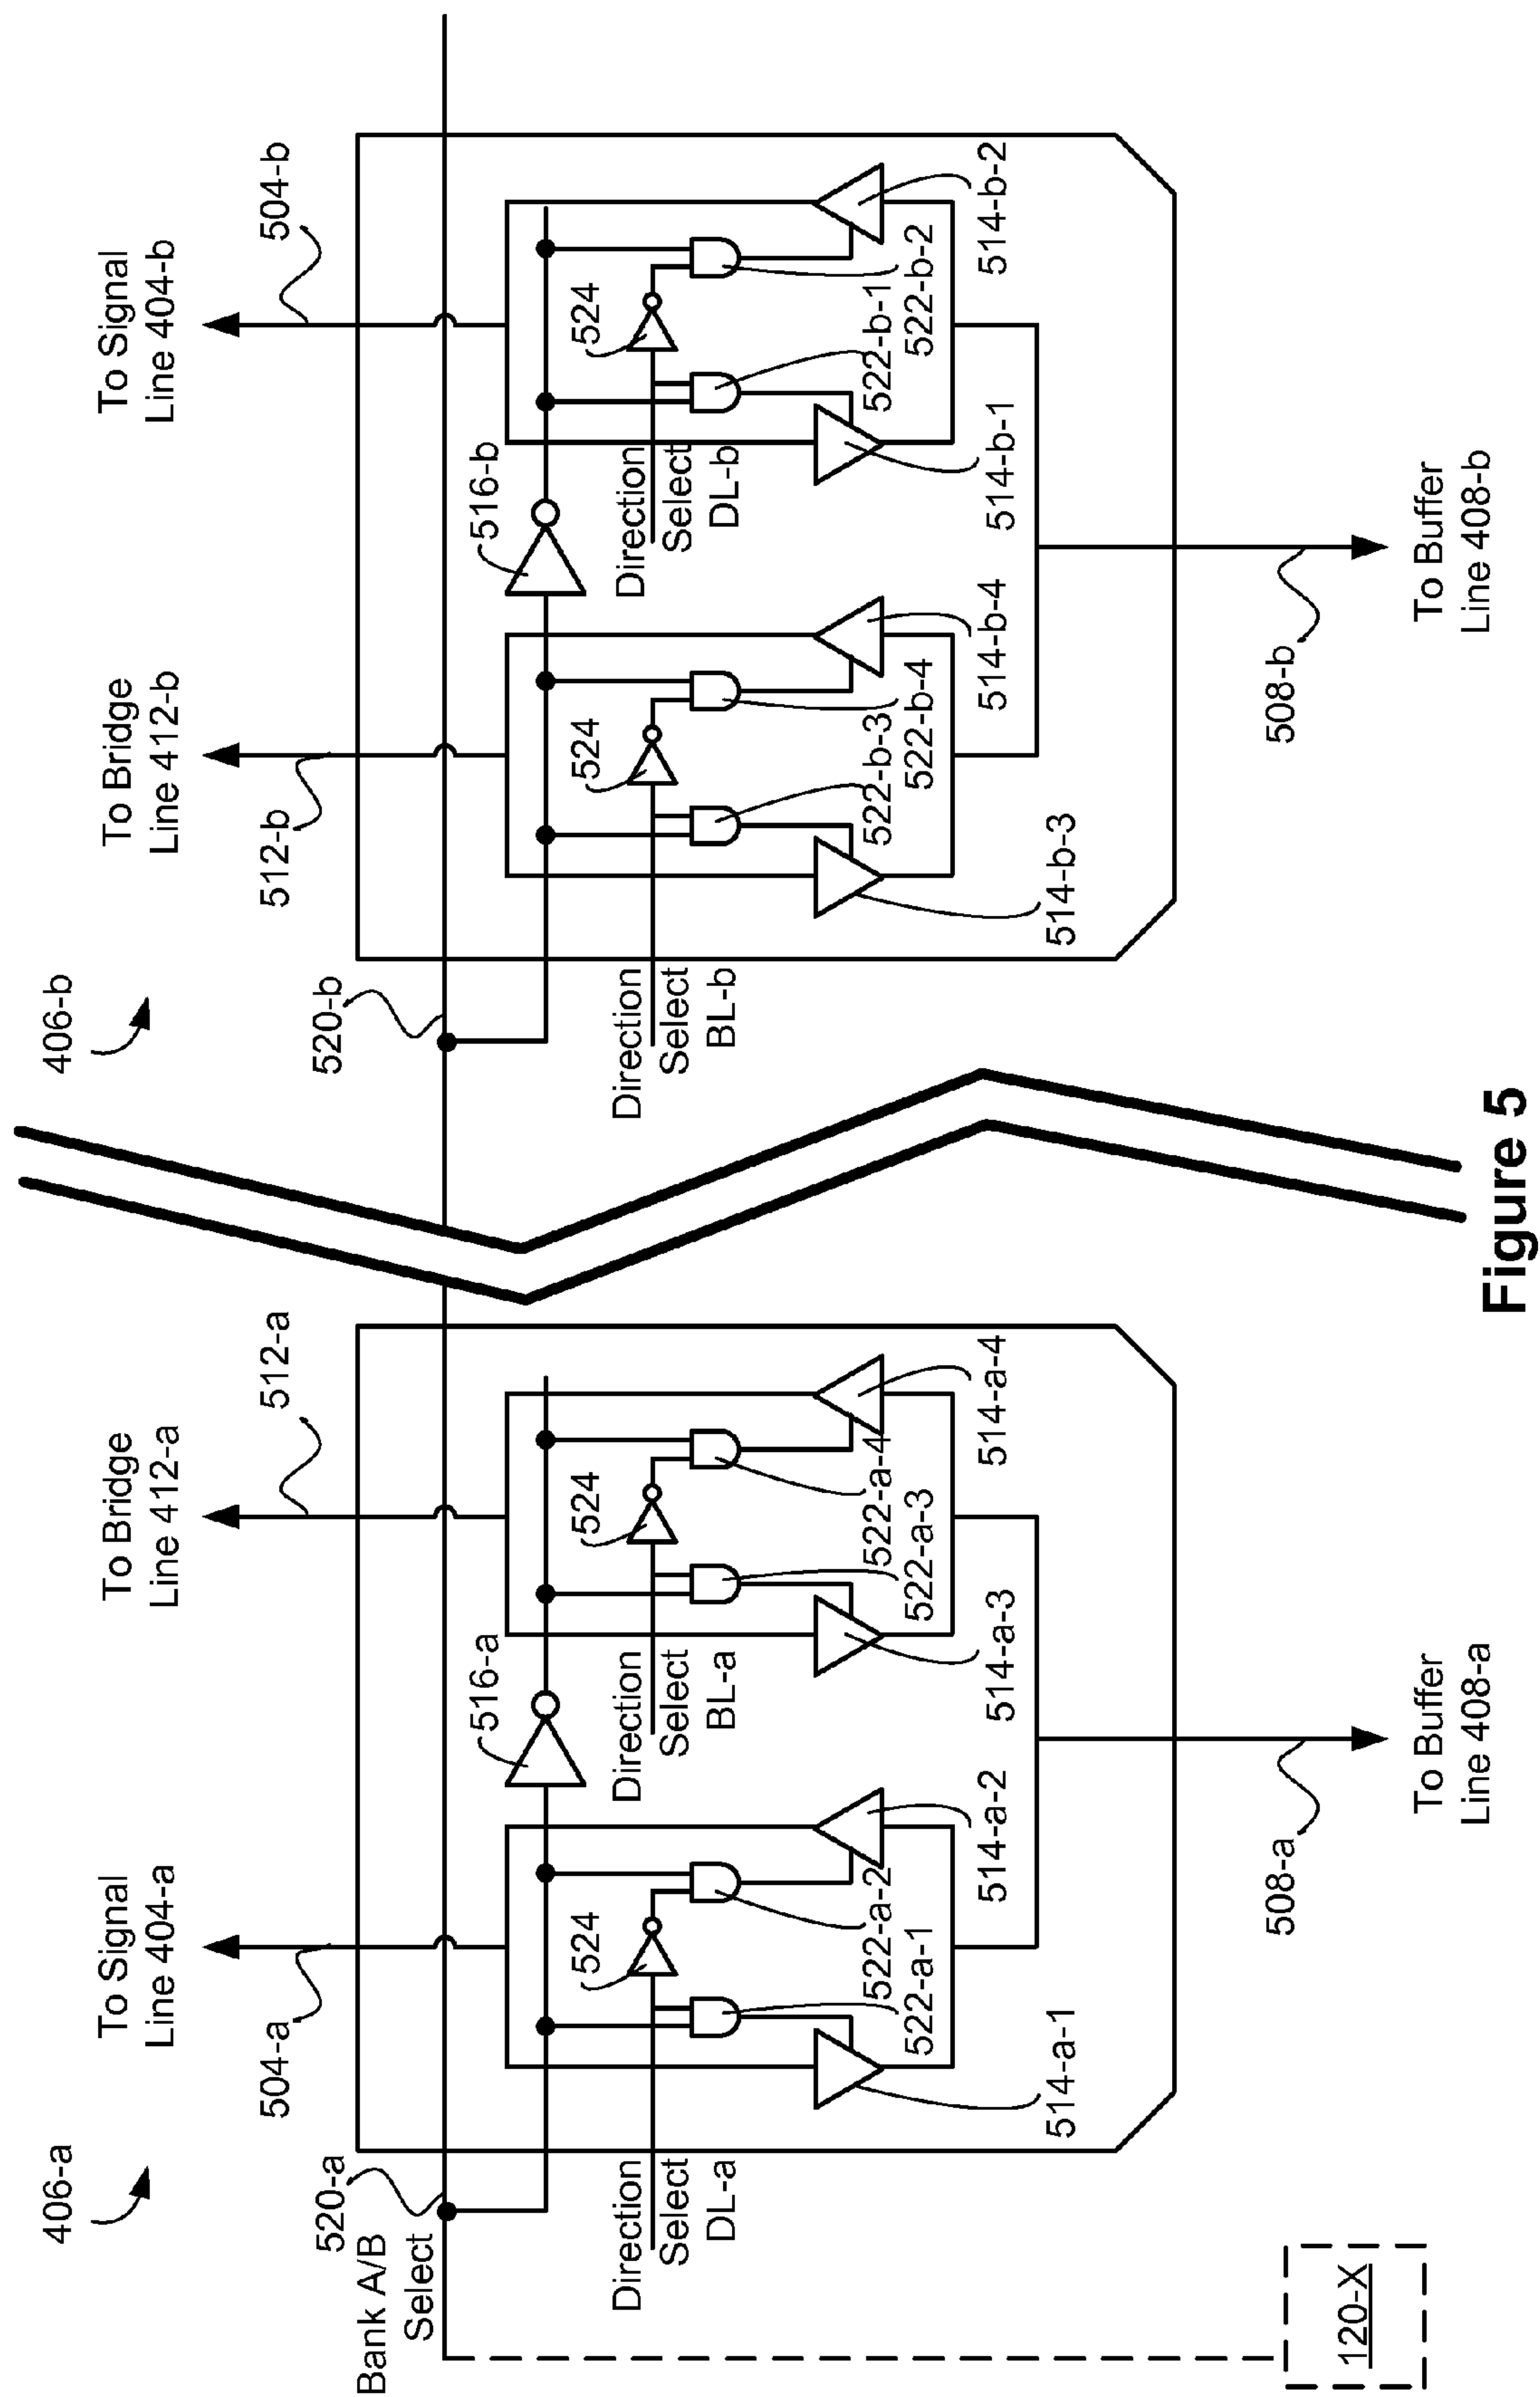 406-a
406-b
To Signal
Line 404-a
To Bridge
Line 412-a
To Bridge
Line 412-b
To Signal
Line 404-b
504-a
512-a
512-b
504-b
520-a
520-b
Bank A/B
Select
516-a
516-b
524
524
524
524
Direction
Select
DL-a
Direction
Select
BL-a
Direction
Select
BL-b
Direction
Select
DL-b
522-a-2
522-a-1
522-a-4
522-a-3
522-b-3
522-b-4
522-b-1
522-b-2
514-a-2
514-a-1
514-a-4
514-a-3
514-b-4
514-b-3
514-b-2
514-b-1
508-a
508-b
120-X
To Buffer
Line 408-a
To Buffer
Line 408-b
Figure 5